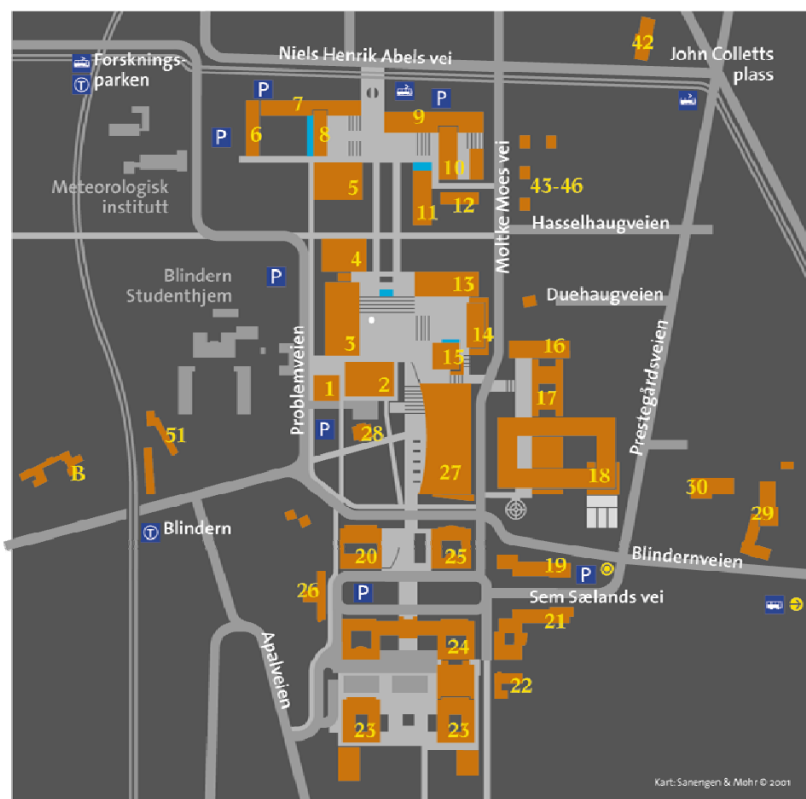 42
Niels Henrik Abels vei
John Colletts
plass
Forsknings-
parken
T
P
7
P
9
P
6
8
10
Meteorologisk
institutt
5
11
12
43-46
Moltke Moes vei
Hasselhaugveien
4
Blindern
Studenthjem
P
13
Duehaugveien
3
14
15
16
Problemveien
Prestegårdsveien
1
2
17
51
P
28
B
27
18
30
29
T
Blindern
20
25
19
P
Blindernveien
26
P
Sem Sælands vei
21
24
Apalveien
22
23
23
Kart: Sanengen & Mohr © 2001